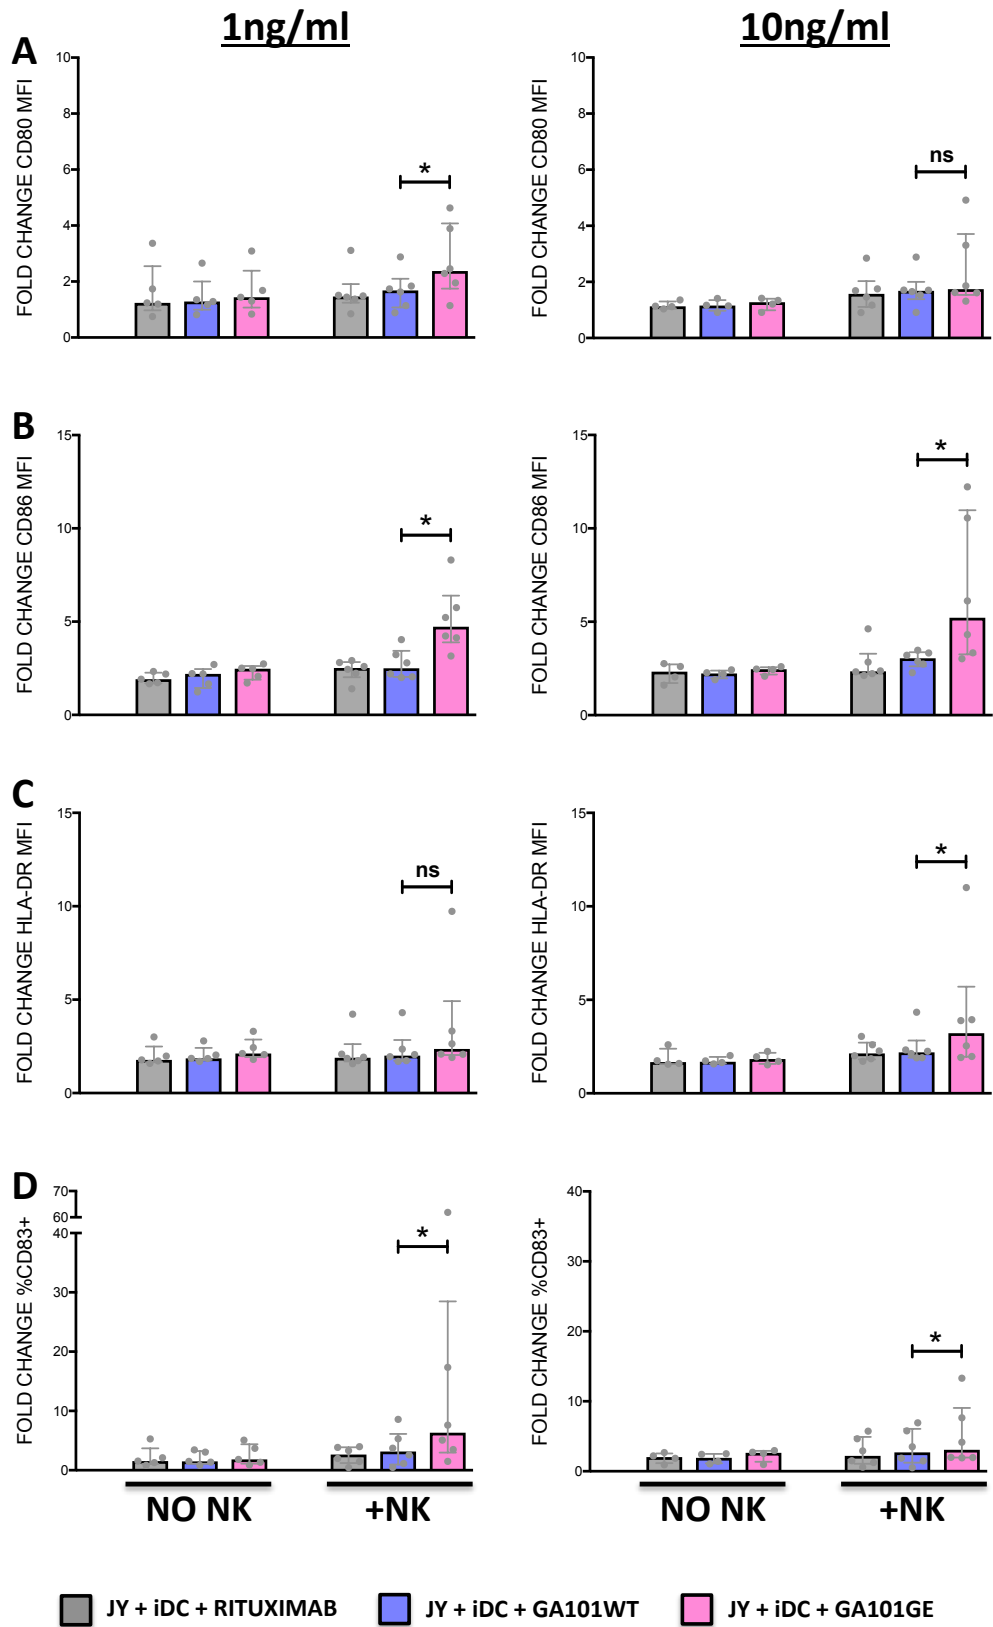 1ng/ml 10ng/ml
A
FOLD CHANGE CD80 MFI
10
8
6
4
2
0
*
FOLD CHANGE CD80 MFI
10
8
6
4
2
0
ns
B
FOLD CHANGE CD86 MFI
15
10
5
0
*
FOLD CHANGE CD86 MFI
15
10
5
0
*
C
FOLD CHANGE HLA-DR MFI
15
10
5
0
ns
FOLD CHANGE HLA-DR MFI
15
10
5
0
*
D
FOLD CHANGE %CD83+
70
60
40
30
20
10
0
*
FOLD CHANGE %CD83+
40
30
20
10
0
*
NO NK +NK NO NK +NK
JY + iDC + RITUXIMAB JY + iDC + GA101WT JY + iDC + GA101GE